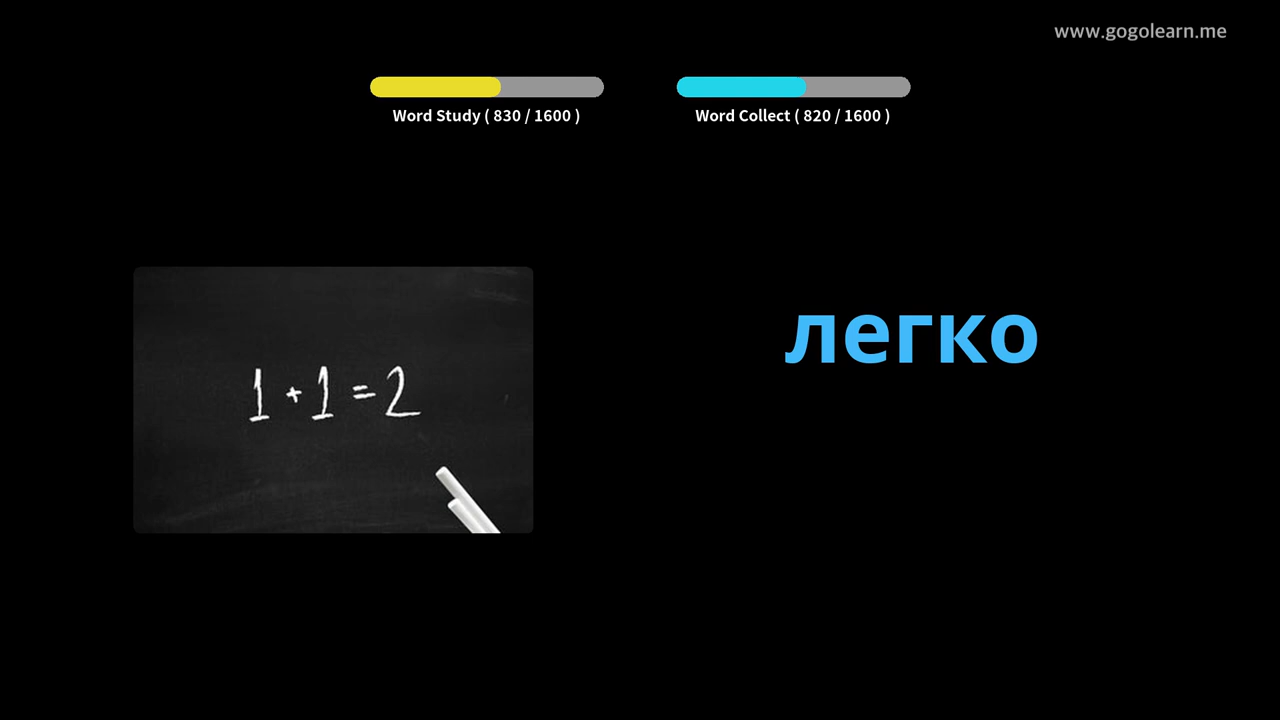 www.gogolearn.me
Word Study ( 830 / 1600 )
Word Collect ( 820 / 1600 )
1 + 1 = 2
легко